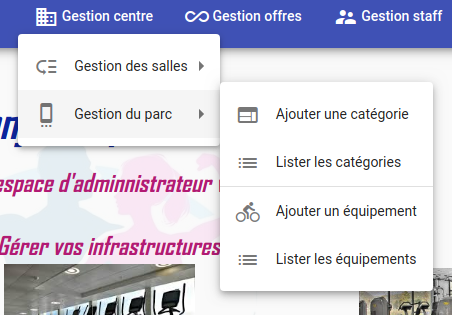 Gestion centre
Gestion offres
Gestion staff
Gestion des salles
Gestion du parc
Ajouter une catégorie
Lister les catégories
Ajouter un équipement
Lister les équipements
espace d'adminnistrateur
Gérer vos infrastructures